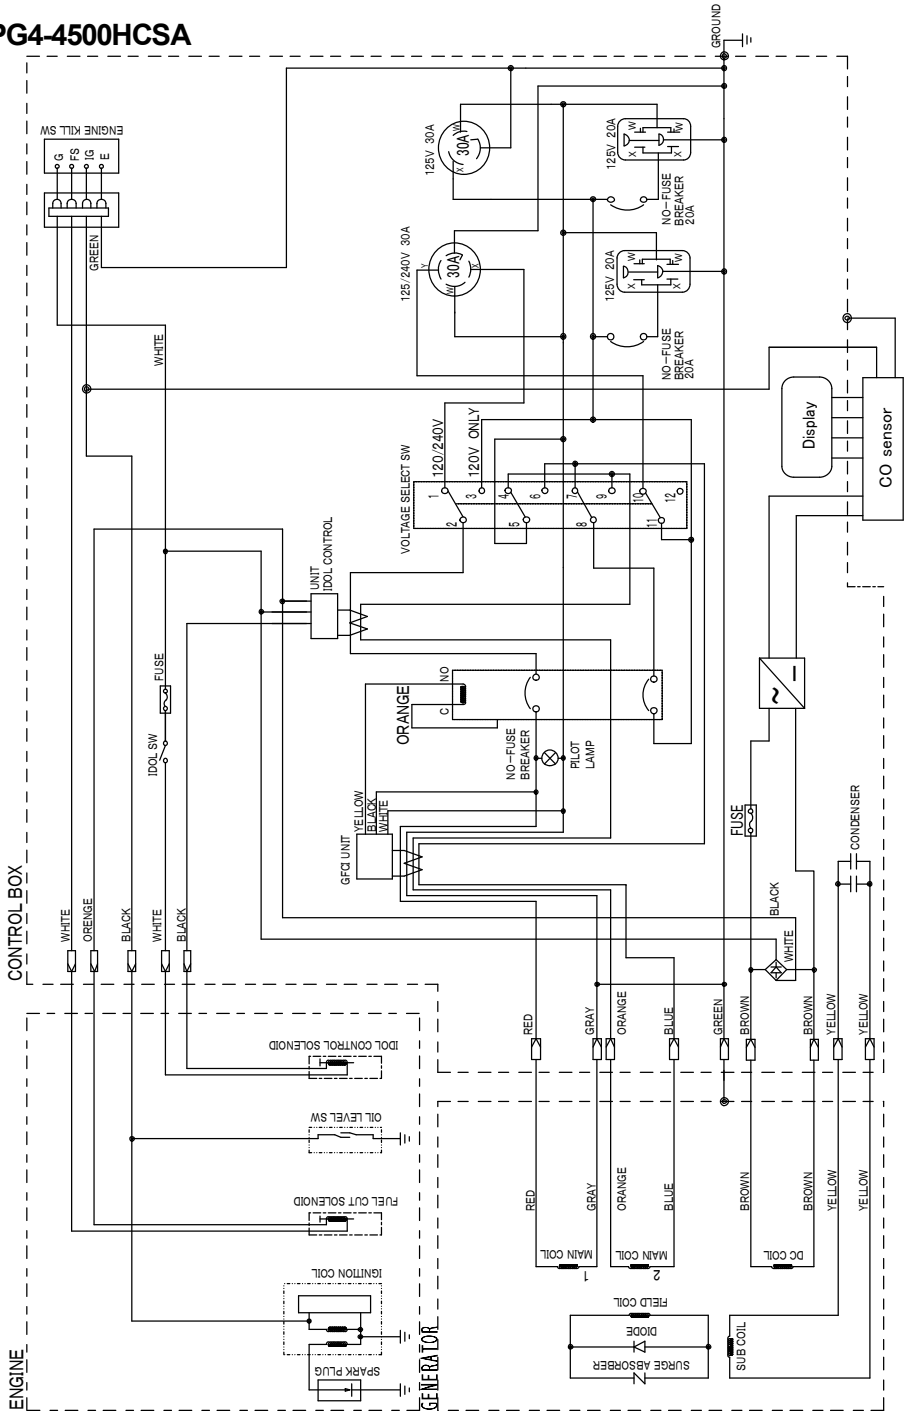 PG4-4500HCSA
GROUND
ENGINE KILL SW
G
FS
IG
E
GREEN
WHITE
125V 30A
30A
W
X
125V 20A
X
W
X
W
NO-FUSE
BREAKER
20A
125/240V 30A
30A
Y
W
X
125V 20A
X
W
X
W
NO-FUSE
BREAKER
20A
Display
CO sensor
120/240V
120V ONLY
VOLTAGE SELECT SW
1
2
3
4
5
6
7
8
9
10
11
12
UNIT
IDOL CONTROL
FUSE
IDOL SW
ORANGE
C
NO
NO-FUSE
BREAKER
PILOT
LAMP
GFCI UNIT
YELLOW
BLACK
WHITE
FUSE
~
CONDENSER
BLACK
WHITE
CONTROL BOX
WHITE
ORENGE
BLACK
WHITE
BLACK
RED
GRAY
ORANGE
BLUE
GREEN
BROWN
BROWN
YELLOW
YELLOW
IDOL CONTROL SOLENOID
OIL LEVEL SW
FUEL CUT SOLENOID
IGNITION COIL
SPARK PLUG
ENGINE
RED
GRAY
ORANGE
BLUE
BROWN
BROWN
YELLOW
YELLOW
MAIN COIL
1
MAIN COIL
2
DC COIL
FIELD COIL
DIODE
SURGE ABSORBER
SUB COIL
GENERATOR